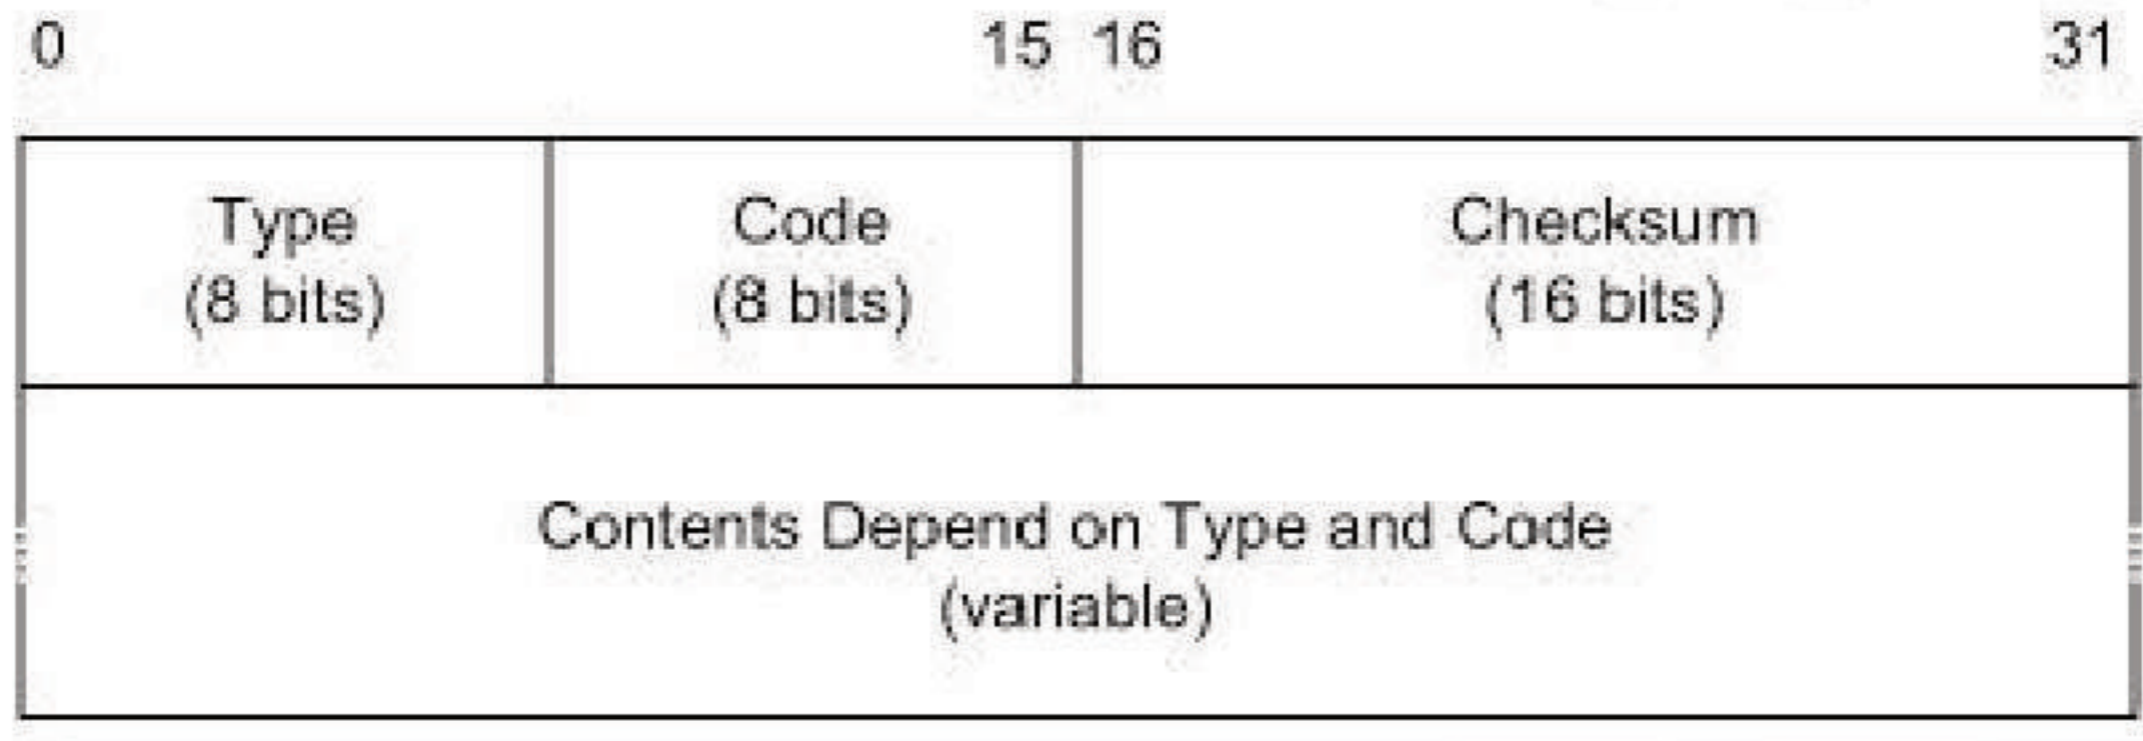 0 15 16 31
Type Code Checksum
(8 bits) (8 bits) (16 bits)
Contents Depend on Type and Code
(variable)